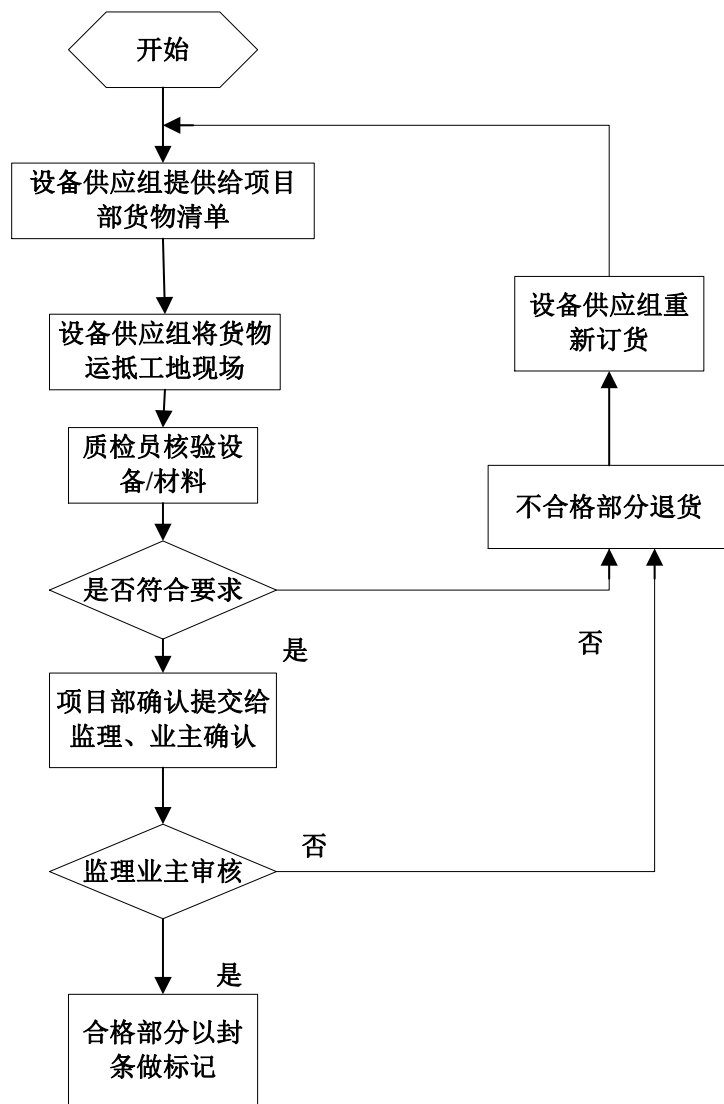 开始
设备供应组提供给项目
部货物清单
设备供应组将货物
运抵工地现场
设备供应组重
新订货
质检员核验设
备/材料
不合格部分退货
是否符合要求
是
否
项目部确认提交给
监理、业主确认
否
监理业主审核
是
合格部分以封
条做标记